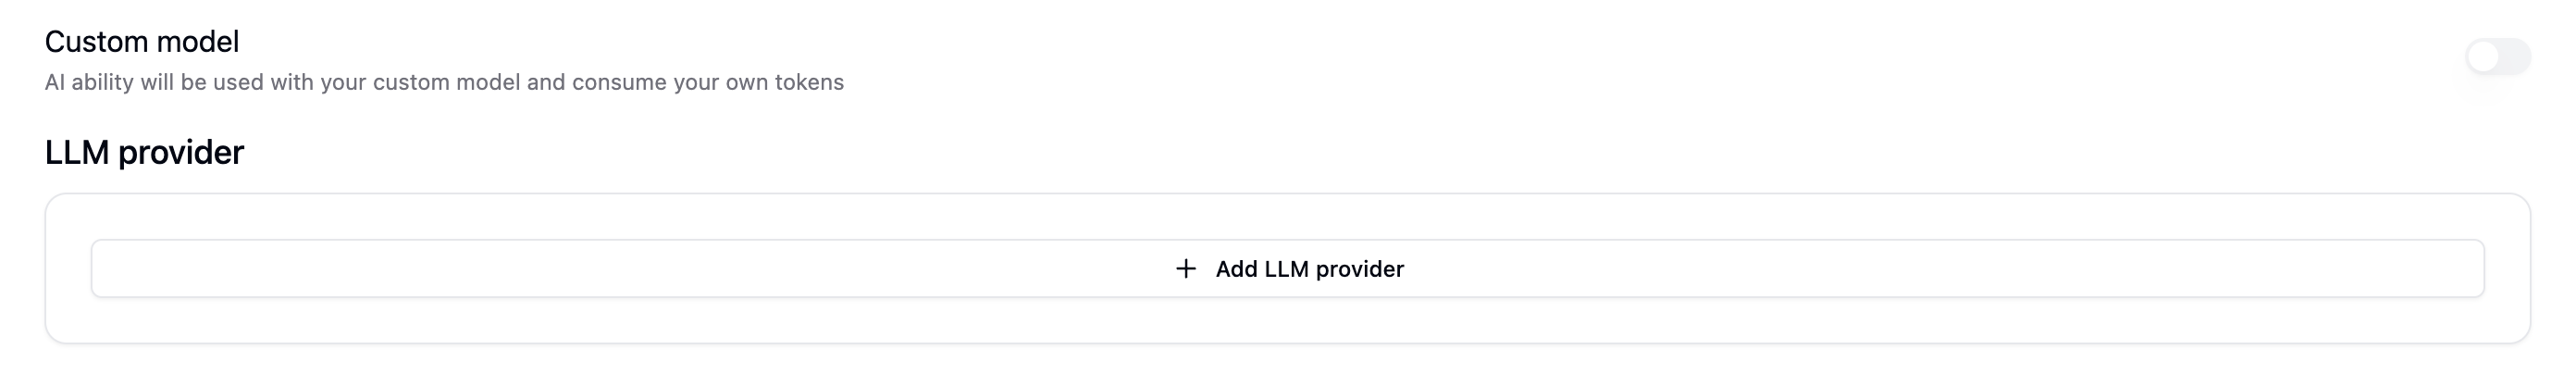 Custom model
AI ability will be used with your custom model and consume your own tokens
LLM provider
Add LLM provider